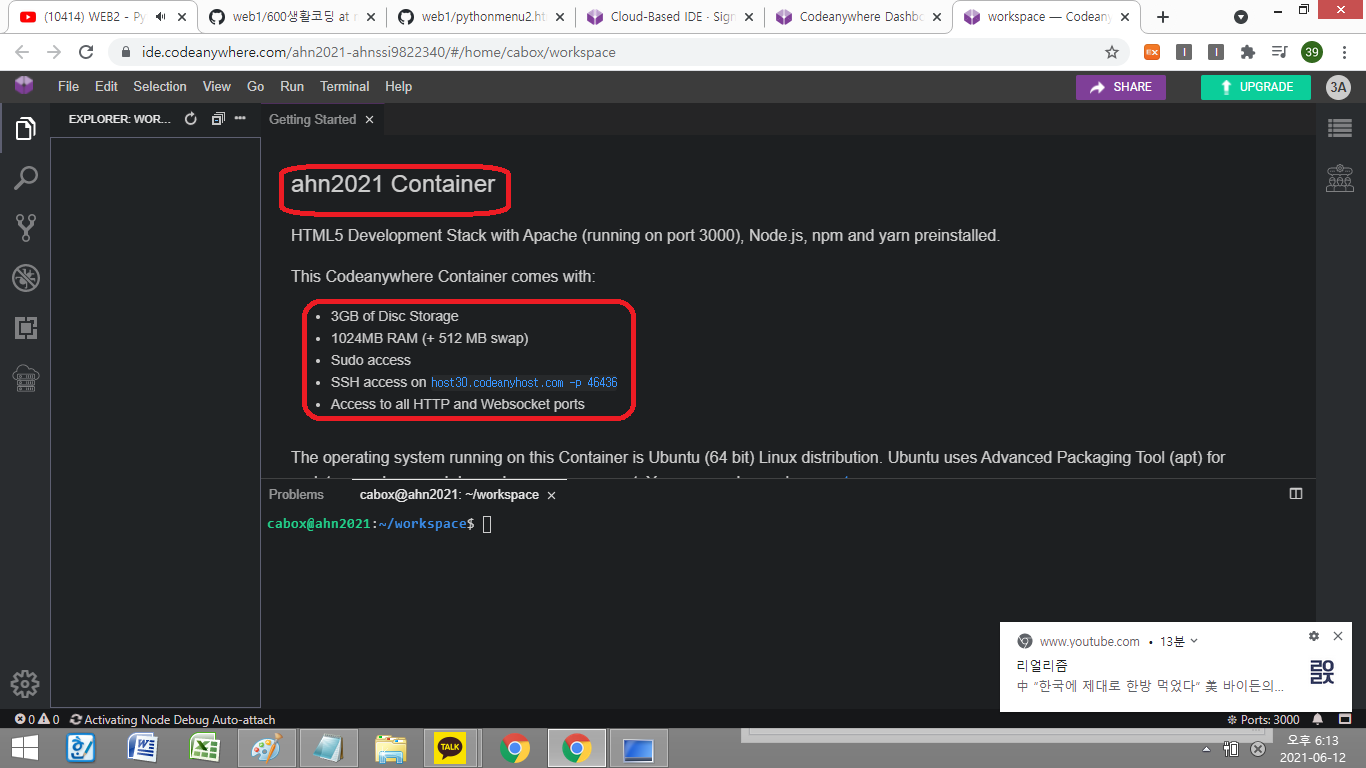 (10414) WEB2 - Py
web1/600생활코딩 at m
web1/pythonmenu2.ht
Cloud-Based IDE · Sign
Codeanywhere Dashbo
workspace — Codeany
ide.codeanywhere.com/ahn2021-ahnssi9822340/#/home/cabox/workspace
39
File Edit Selection View Go Run Terminal Help
SHARE
UPGRADE
3A
EXPLORER: WOR...
Getting Started
ahn2021 Container
HTML5 Development Stack with Apache (running on port 3000), Node.js, npm and yarn preinstalled.
This Codeanywhere Container comes with:
• 3GB of Disc Storage
• 1024MB RAM (+ 512 MB swap)
• Sudo access
• SSH access on host30.codeanyhost.com -p 46436
• Access to all HTTP and Websocket ports
The operating system running on this Container is Ubuntu (64 bit) Linux distribution. Ubuntu uses Advanced Packaging Tool (apt) for
Problems
cabox@ahn2021: ~/workspace
cabox@ahn2021:~/workspace$
www.youtube.com • 13분
리얼리즘
中 “한국에 제대로 한방 먹었다” 美 바이든의...
0 0 Activating Node Debug Auto-attach
Ports: 3000
TALK
오후 6:13
2021-06-12